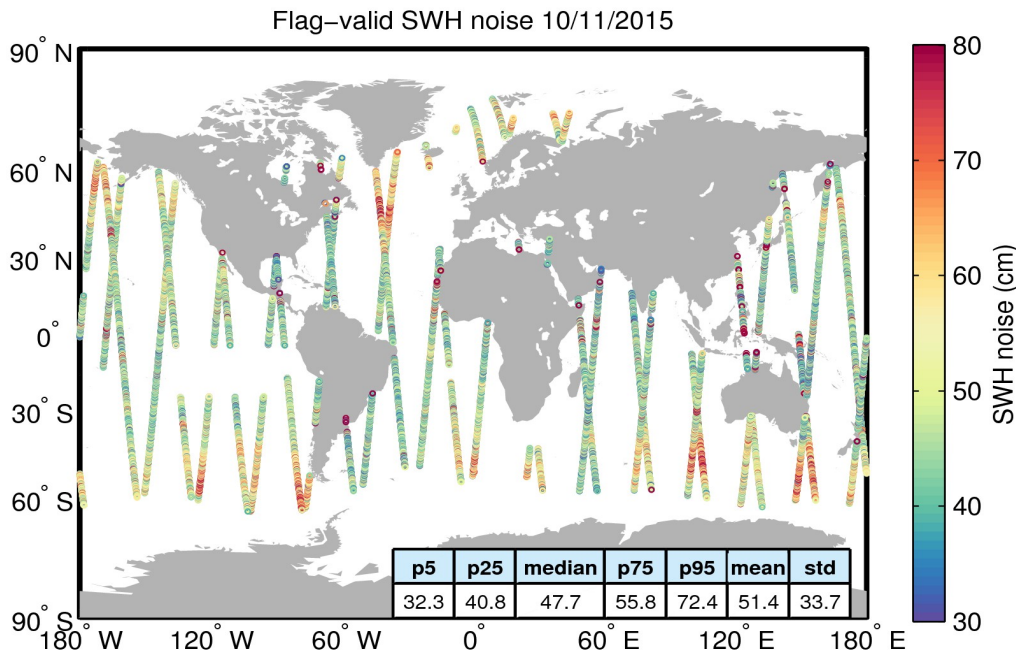 Flag−valid SWH noise 10/11/2015
90° N
60° N
30° N
0°
30° S
60° S
90° S
180° W 120° W 60° W 0° 60° E 120° E 180° E
p5 p25 median p75 p95 mean std
32.3 40.8 47.7 55.8 72.4 51.4 33.7
80
70
60
50
40
30
SWH noise (cm)